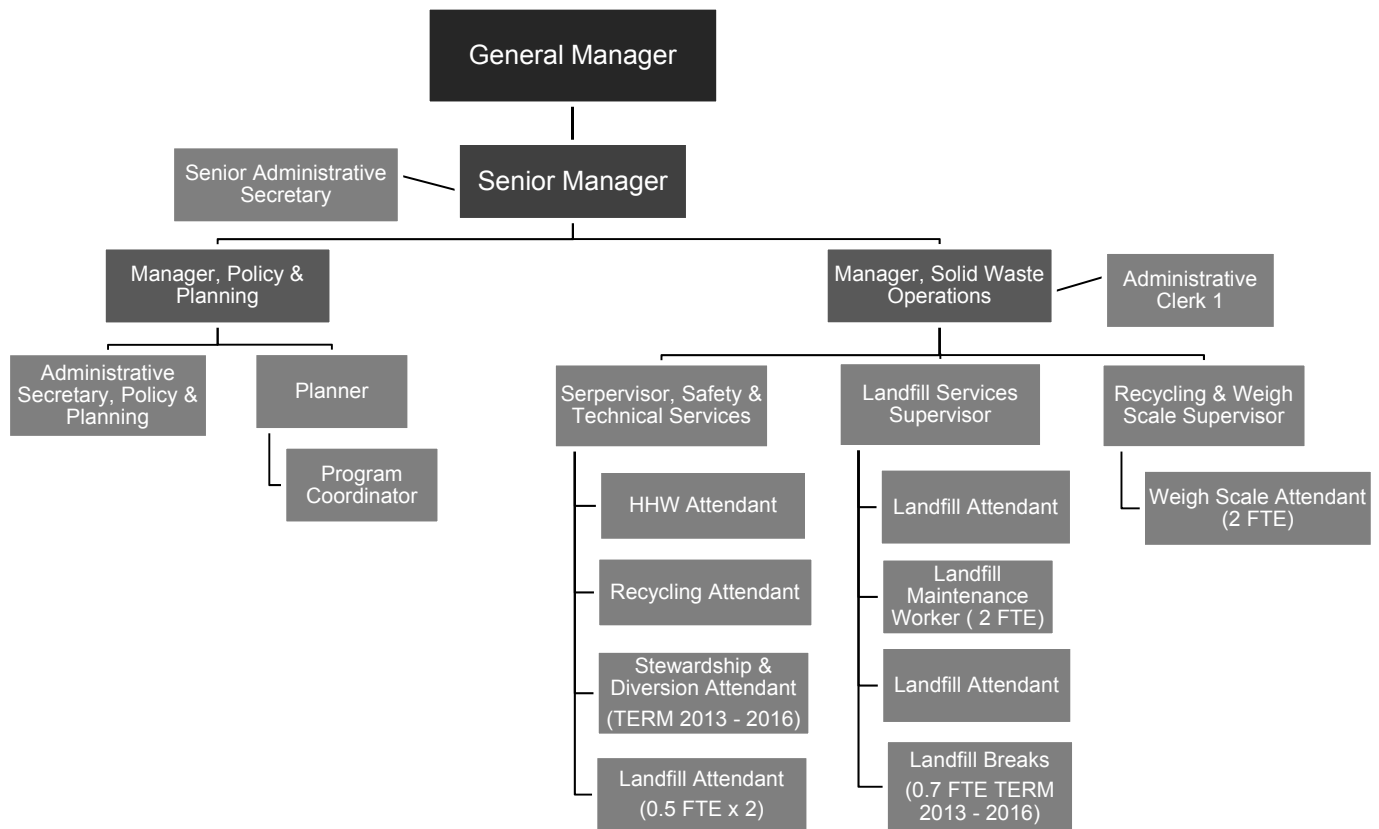 General Manager
Senior Administrative
Secretary
Senior Manager
Manager, Policy &
Planning
Manager, Solid Waste
Operations
Administrative
Clerk 1
Administrative
Secretary, Policy &
Planning
Planner
Program
Coordinator
Serpervisor, Safety &
Technical Services
Landfill Services
Supervisor
Recycling & Weigh
Scale Supervisor
HHW Attendant
Recycling Attendant
Stewardship &
Diversion Attendant
(TERM 2013 - 2016)
Landfill Attendant
(0.5 FTE x 2)
Landfill Attendant
Landfill
Maintenance
Worker ( 2 FTE)
Landfill Attendant
Landfill Breaks
(0.7 FTE TERM
2013 - 2016)
Weigh Scale Attendant
(2 FTE)